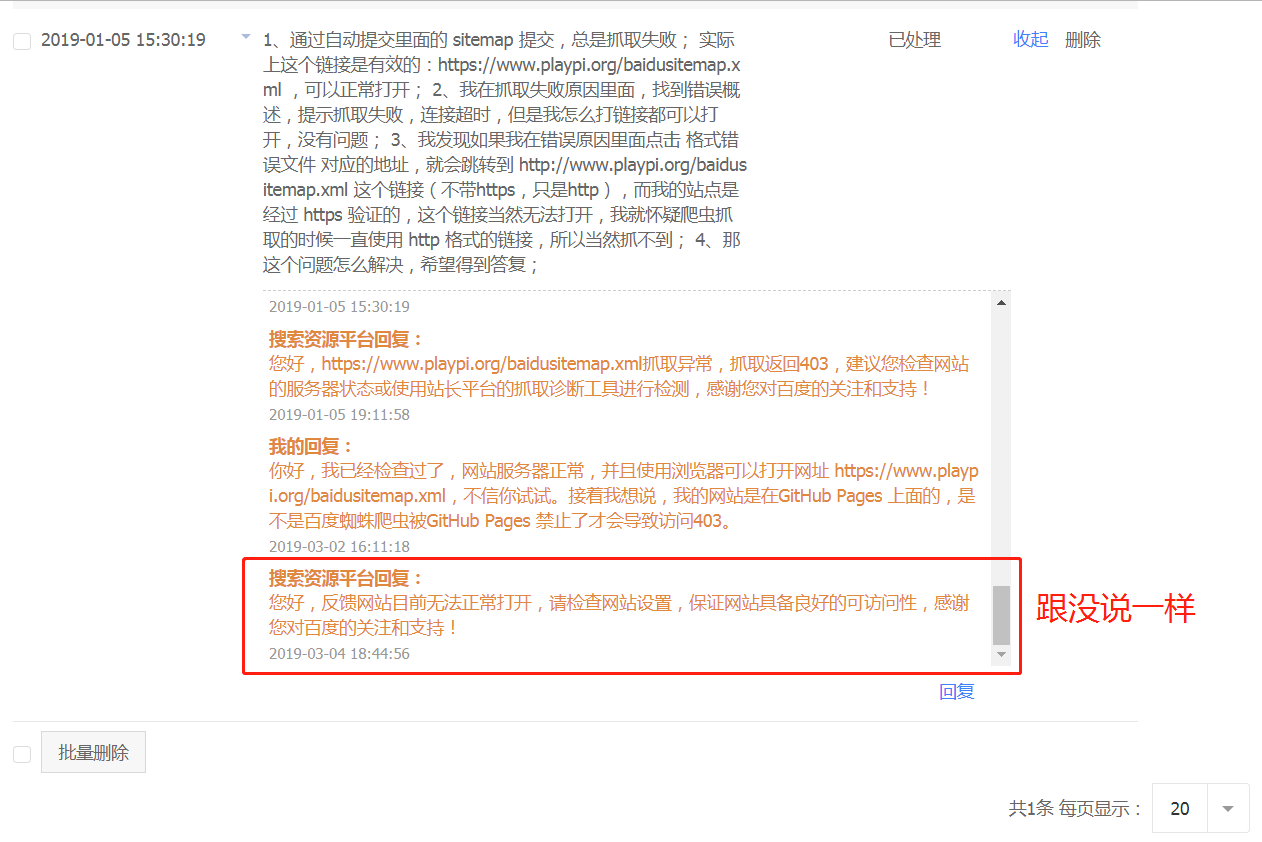 2019-01-05 15:30:19
1、通过自动提交里面的 sitemap 提交，总是抓取失败； 实际
上这个链接是有效的：https://www.playpi.org/baidusitemap.x
ml ，可以正常打开； 2、我在抓取失败原因里面，找到错误概
述，提示抓取失败，连接超时，但是我怎么打链接都可以打
开，没有问题； 3、我发现如果我在错误原因里面点击 格式错
误文件 对应的地址，就会跳转到 http://www.playpi.org/baidus
itemap.xml 这个链接（不带https，只是http），而我的站点是
经过 https 验证的，这个链接当然无法打开，我就怀疑爬虫抓
取的时候一直使用 http 格式的链接，所以当然抓不到； 4、那
这个问题怎么解决，希望得到答复；
已处理
收起 删除
2019-01-05 15:30:19
搜索资源平台回复：
您好，https://www.playpi.org/baidusitemap.xml抓取异常，抓取返回403，建议您检查网站
的服务器状态或使用站长平台的抓取诊断工具进行检测，感谢您对百度的关注和支持！
2019-01-05 19:11:58
我的回复：
你好，我已经检查过了，网站服务器正常，并且使用浏览器可以打开网址 https://www.playp
i.org/baidusitemap.xml，不信你试试。接着我想说，我的网站是在GitHub Pages 上面的，是
不是百度蜘蛛爬虫被GitHub Pages 禁止了才会导致访问403。
2019-03-02 16:11:18
搜索资源平台回复：
您好，反馈网站目前无法正常打开，请检查网站设置，保证网站具备良好的可访问性，感谢
您对百度的关注和支持！
2019-03-04 18:44:56
跟没说一样
回复
批量删除
共1条 每页显示： 20